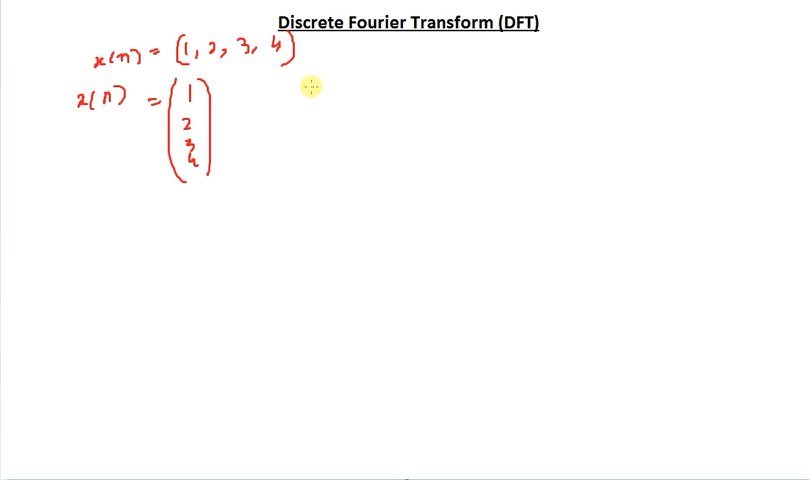 Discrete Fourier Transform (DFT)
x(n) = [1, 2, 3, 4]
x(n) = [1
2
3
4]